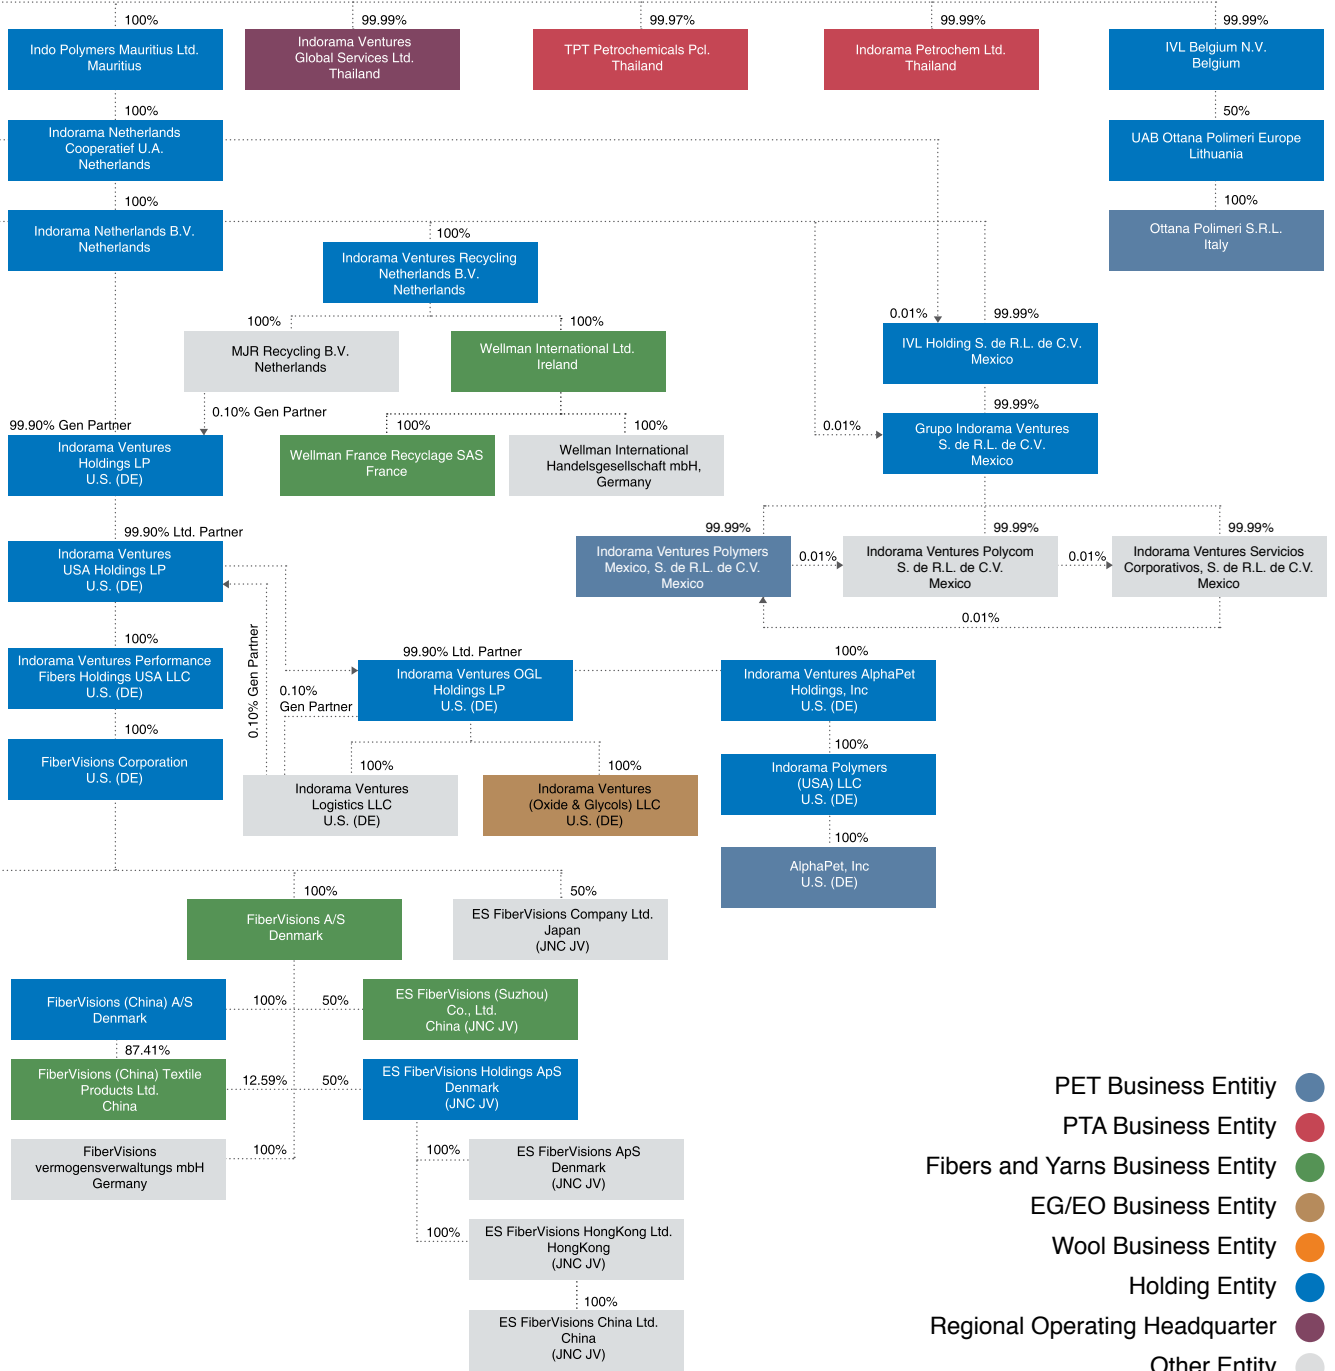 100%
99.99%
99.97%
99.99%
99.99%
Indo Polymers Mauritius Ltd.
Mauritius
Indorama Ventures
Global Services Ltd.
Thailand
TPT Petrochemicals Pcl.
Thailand
Indorama Petrochem Ltd.
Thailand
IVL Belgium N.V.
Belgium
100%
50%
Indorama Netherlands
Cooperatief U.A.
Netherlands
UAB Ottana Polimeri Europe
Lithuania
100%
100%
Indorama Netherlands B.V.
Netherlands
Ottana Polimeri S.R.L.
Italy
100%
Indorama Ventures Recycling
Netherlands B.V.
Netherlands
100%
100%
0.01%
99.99%
MJR Recycling B.V.
Netherlands
Wellman International Ltd.
Ireland
IVL Holding S. de R.L. de C.V.
Mexico
0.10% Gen Partner
99.99%
99.90% Gen Partner
100%
100%
0.01%
Indorama Ventures
Holdings LP
U.S. (DE)
Wellman France Recyclage SAS
France
Wellman International
Handelsgesellschaft mbH,
Germany
Grupo Indorama Ventures
S. de R.L. de C.V.
Mexico
99.90% Ltd. Partner
99.99%
99.99%
99.99%
Indorama Ventures
USA Holdings LP
U.S. (DE)
Indorama Ventures Polymers
Mexico, S. de R.L. de C.V.
Mexico
0.01%
Indorama Ventures Polycom
S. de R.L. de C.V.
Mexico
0.01%
Indorama Ventures Servicios
Corporativos, S. de R.L. de C.V.
Mexico
0.01%
100%
0.10% Gen Partner
99.90% Ltd. Partner
100%
Indorama Ventures Performance
Fibers Holdings USA LLC
U.S. (DE)
0.10%
Gen Partner
Indorama Ventures OGL
Holdings LP
U.S. (DE)
Indorama Ventures AlphaPet
Holdings, Inc
U.S. (DE)
100%
100%
FiberVisions Corporation
U.S. (DE)
Indorama Polymers
(USA) LLC
U.S. (DE)
100%
100%
Indorama Ventures
Logistics LLC
U.S. (DE)
Indorama Ventures
(Oxide & Glycols) LLC
U.S. (DE)
100%
AlphaPet, Inc
U.S. (DE)
100%
50%
FiberVisions A/S
Denmark
ES FiberVisions Company Ltd.
Japan
(JNC JV)
FiberVisions (China) A/S
Denmark
100%
50%
ES FiberVisions (Suzhou)
Co., Ltd.
China (JNC JV)
87.41%
FiberVisions (China) Textile
Products Ltd.
China
12.59%
50%
ES FiberVisions Holdings ApS
Denmark
(JNC JV)
FiberVisions
vermogensverwaltungs mbH
Germany
100%
100%
ES FiberVisions ApS
Denmark
(JNC JV)
100%
ES FiberVisions HongKong Ltd.
HongKong
(JNC JV)
100%
ES FiberVisions China Ltd.
China
(JNC JV)
PET Business Entitiy
PTA Business Entity
Fibers and Yarns Business Entity
EG/EO Business Entity
Wool Business Entity
Holding Entity
Regional Operating Headquarter
Other Entity